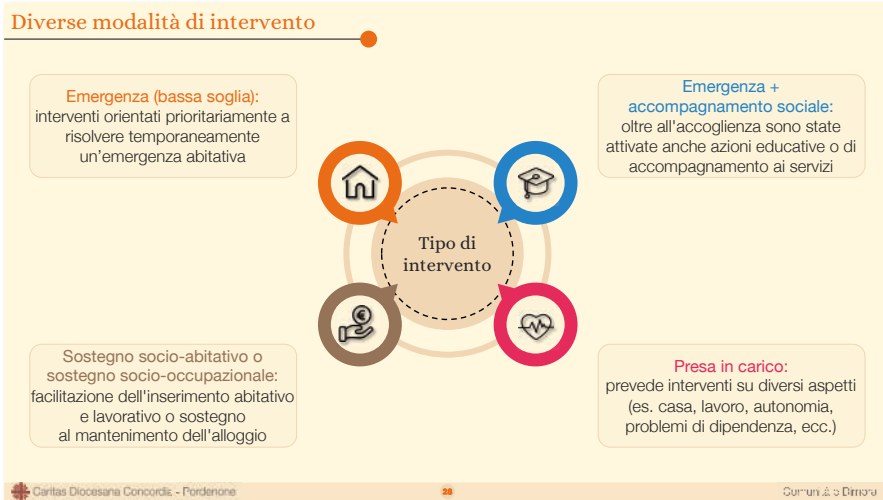 Diverse modalità di intervento
Emergenza (bassa soglia):
interventi orientati prioritariamente a
risolvere temporaneamente
un'emergenza abitativa
Emergenza +
accompagnamento sociale:
oltre all'accoglienza sono state
attivate anche azioni educative o di
accompagnamento ai servizi
Tipo di
intervento
Sostegno socio-abitativo o
sostegno socio-occupazionale:
facilitazione dell'inserimento abitativo
e lavorativo o sostegno
al mantenimento dell'alloggio
Presa in carico:
prevede interventi su diversi aspetti
(es. casa, lavoro, autonomia,
problemi di dipendenza, ecc.)
Caritas Diocesana Concordia - Pordenone
28
Comunità e Dimora